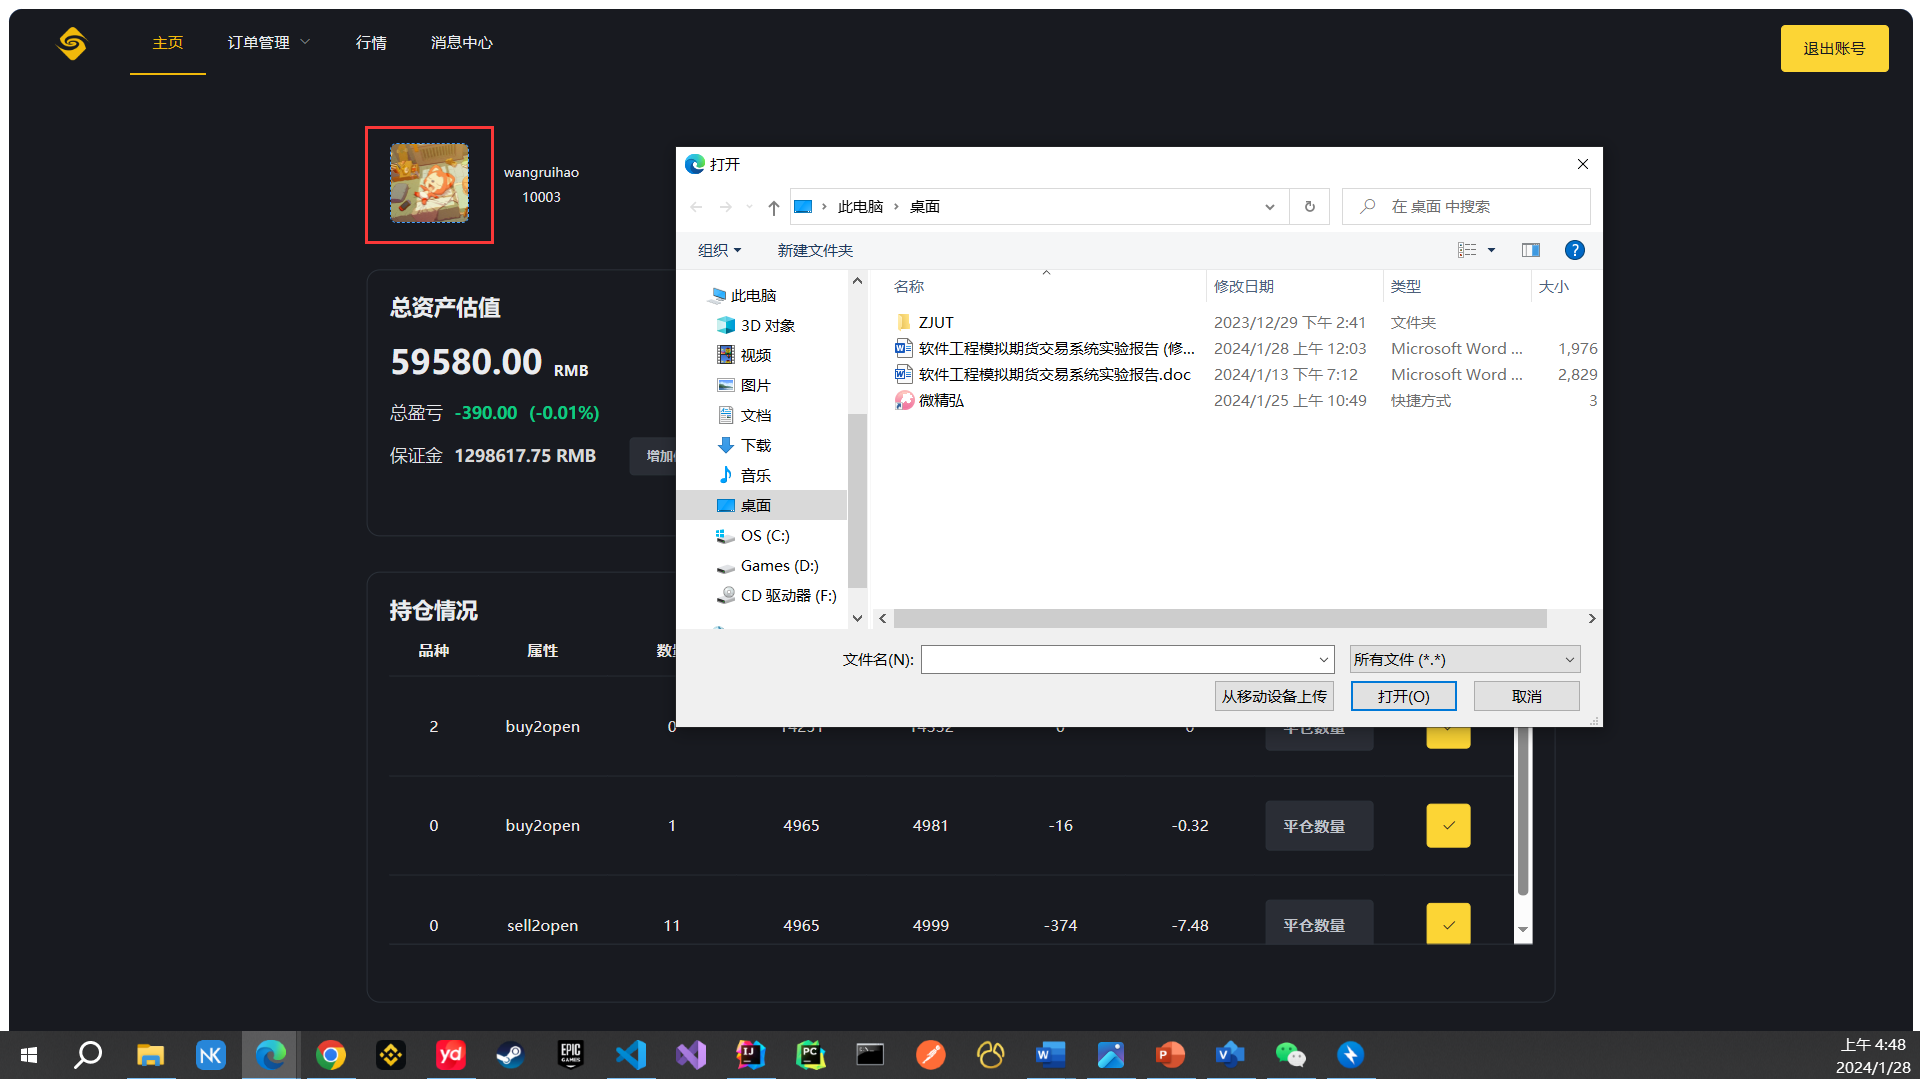 主页 订单管理 行情 消息中心 退出账号
wangruihao
10003
总资产估值
59580.00 RMB
总盈亏 -390.00 (-0.01%)
保证金 1298617.75 RMB 增加
持仓情况
品种 属性
2 buy2open 0
平仓数量
0 buy2open 1 4965 4981 -16 -0.32 平仓数量
0 sell2open 11 4965 4999 -374 -7.48 平仓数量
打开
此电脑 桌面 在 桌面 中搜索
组织 新建文件夹
名称 修改日期 类型 大小
此电脑
3D 对象
视频
图片
文档
下载
音乐
桌面
OS (C:)
Games (D:)
CD 驱动器 (F:)
ZJUT 2023/12/29 下午 2:41 文件夹
软件工程模拟期货交易系统实验报告 (修... 2024/1/28 上午 12:03 Microsoft Word ... 1,976
软件工程模拟期货交易系统实验报告.doc 2024/1/13 下午 7:12 Microsoft Word ... 2,829
微精弘 2024/1/25 上午 10:49 快捷方式 3
文件名(N): 所有文件 (*.*)
从移动设备上传 打开(O) 取消
NK yd EPIC GAMES IJ PC W P V
上午 4:48
2024/1/28